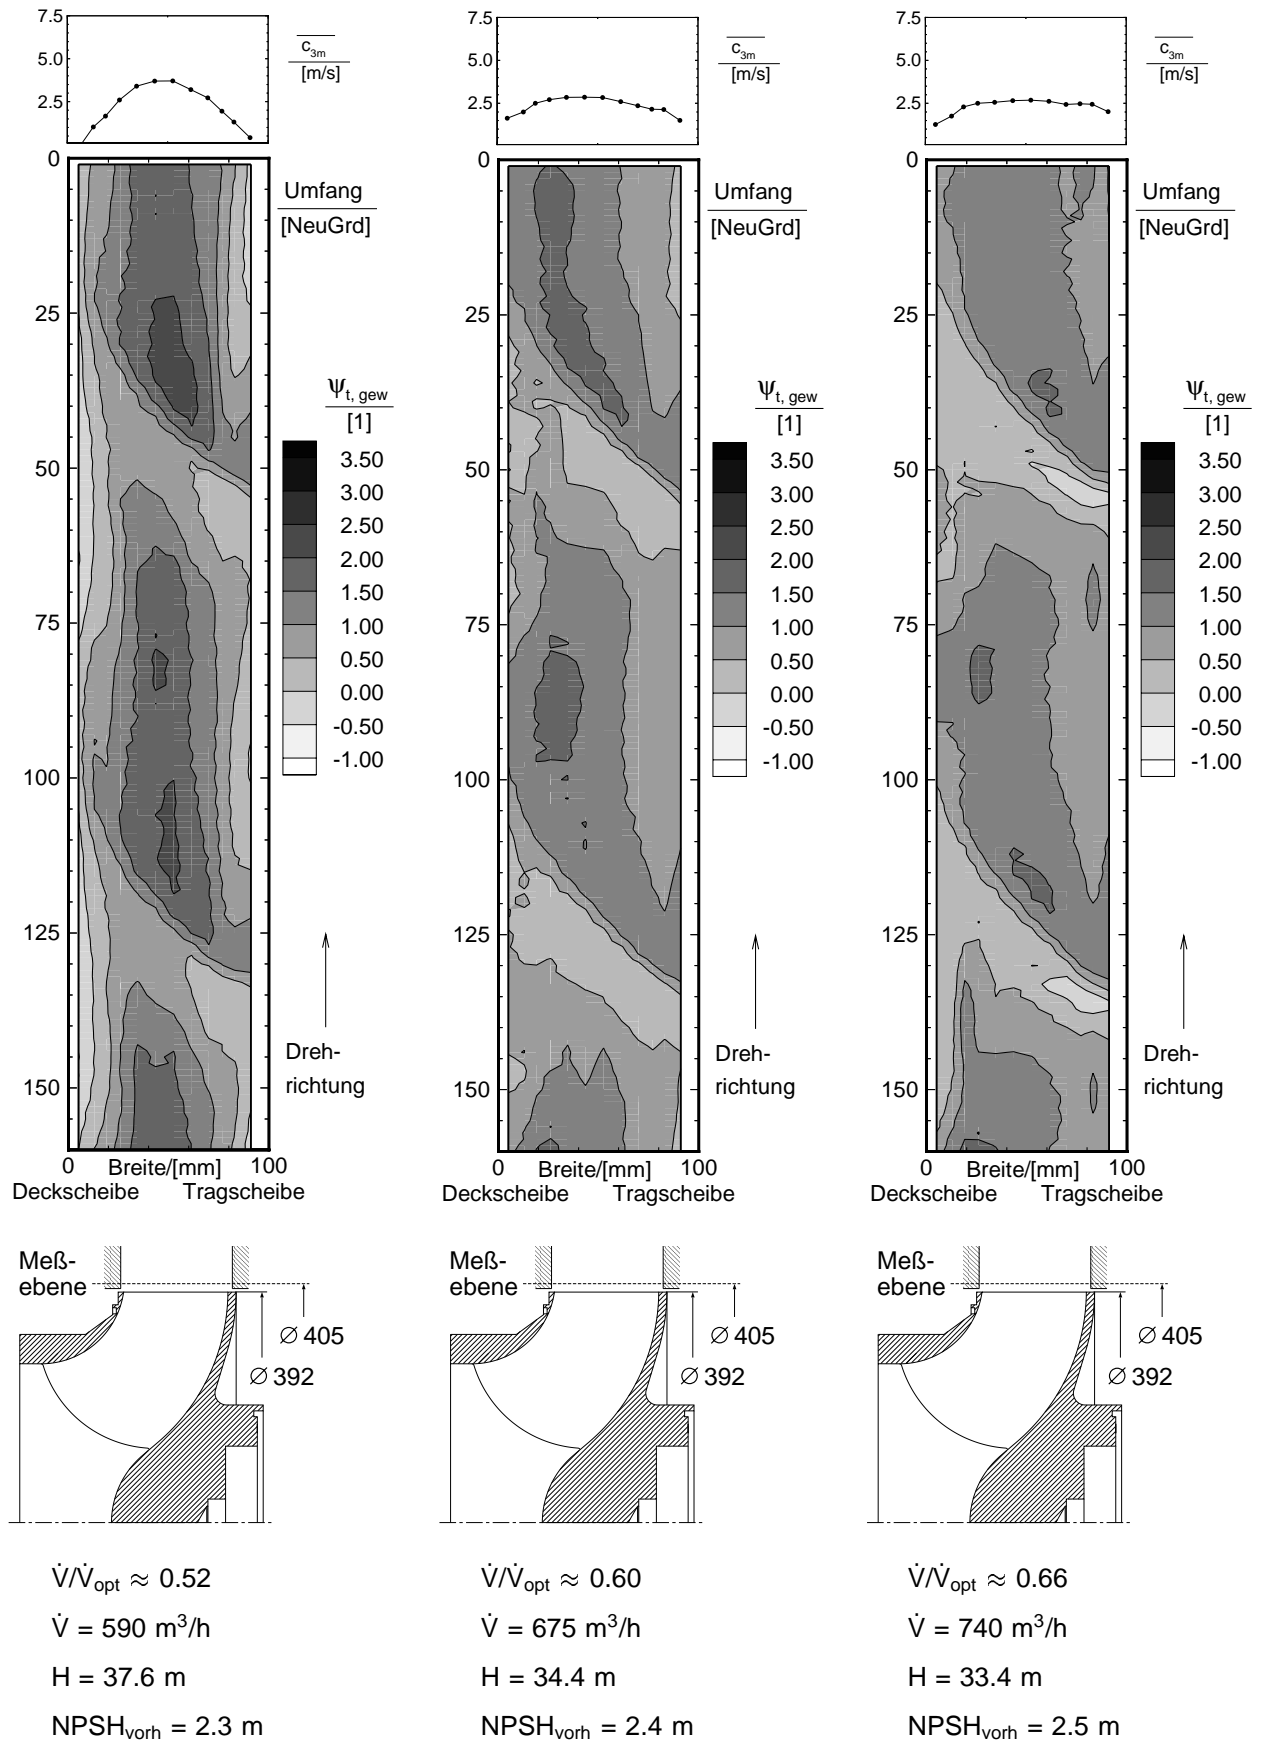 7.5
5.0
2.5
c3m
[m/s]
7.5
5.0
2.5
c3m
[m/s]
7.5
5.0
2.5
c3m
[m/s]
0
25
50
75
100
125
150
0 Breite/[mm] 100
Deckscheibe Tragscheibe
Umfang
[NeuGrd]
Ψt, gew
[1]
3.50
3.00
2.50
2.00
1.50
1.00
0.50
0.00
-0.50
-1.00
Dreh-
richtung
0
25
50
75
100
125
150
0 Breite/[mm] 100
Deckscheibe Tragscheibe
Umfang
[NeuGrd]
Ψt, gew
[1]
3.50
3.00
2.50
2.00
1.50
1.00
0.50
0.00
-0.50
-1.00
Dreh-
richtung
0
25
50
75
100
125
150
0 Breite/[mm] 100
Deckscheibe Tragscheibe
Umfang
[NeuGrd]
Ψt, gew
[1]
3.50
3.00
2.50
2.00
1.50
1.00
0.50
0.00
-0.50
-1.00
Dreh-
richtung
Meß-
ebene
∅ 405
∅ 392
Meß-
ebene
∅ 405
∅ 392
Meß-
ebene
∅ 405
∅ 392
V̇/V̇opt ≈ 0.52
V̇ = 590 m³/h
H = 37.6 m
NPSHvorh = 2.3 m
V̇/V̇opt ≈ 0.60
V̇ = 675 m³/h
H = 34.4 m
NPSHvorh = 2.4 m
V̇/V̇opt ≈ 0.66
V̇ = 740 m³/h
H = 33.4 m
NPSHvorh = 2.5 m